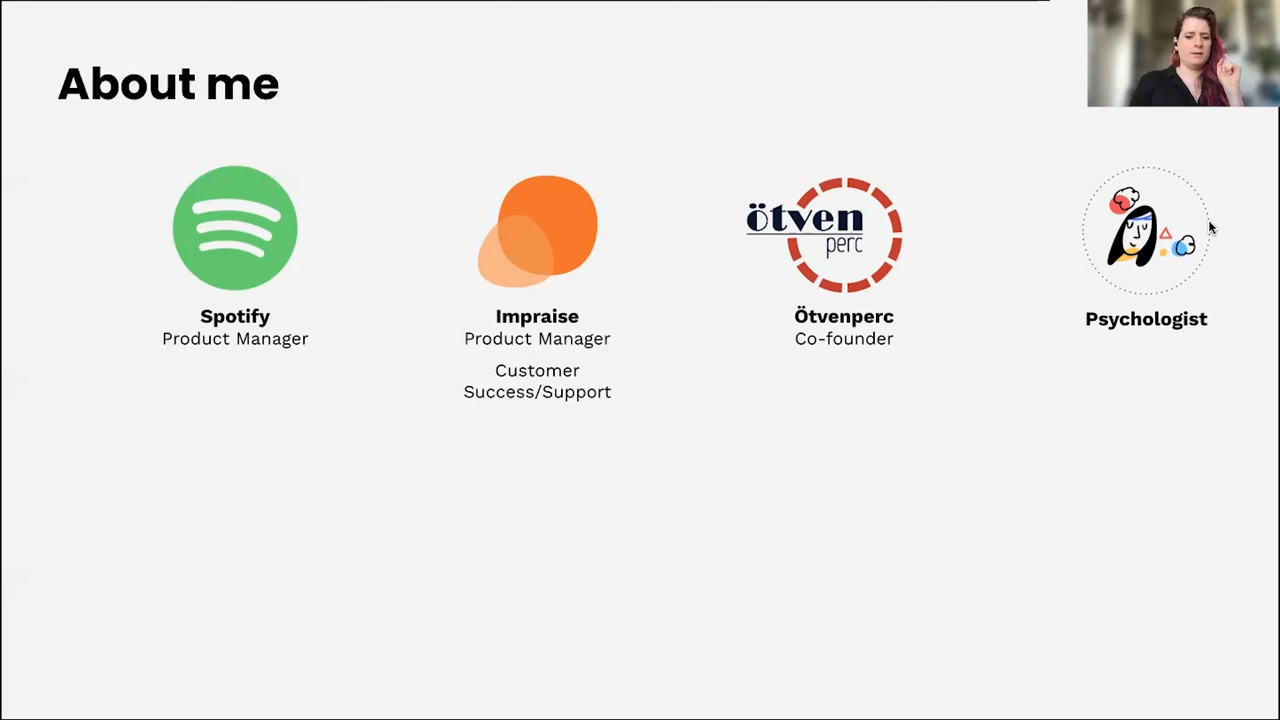 About me
ötven
perc
Spotify
Product Manager
Impraise
Product Manager
Customer
Success/Support
Ötvenperc
Co-founder
Psychologist